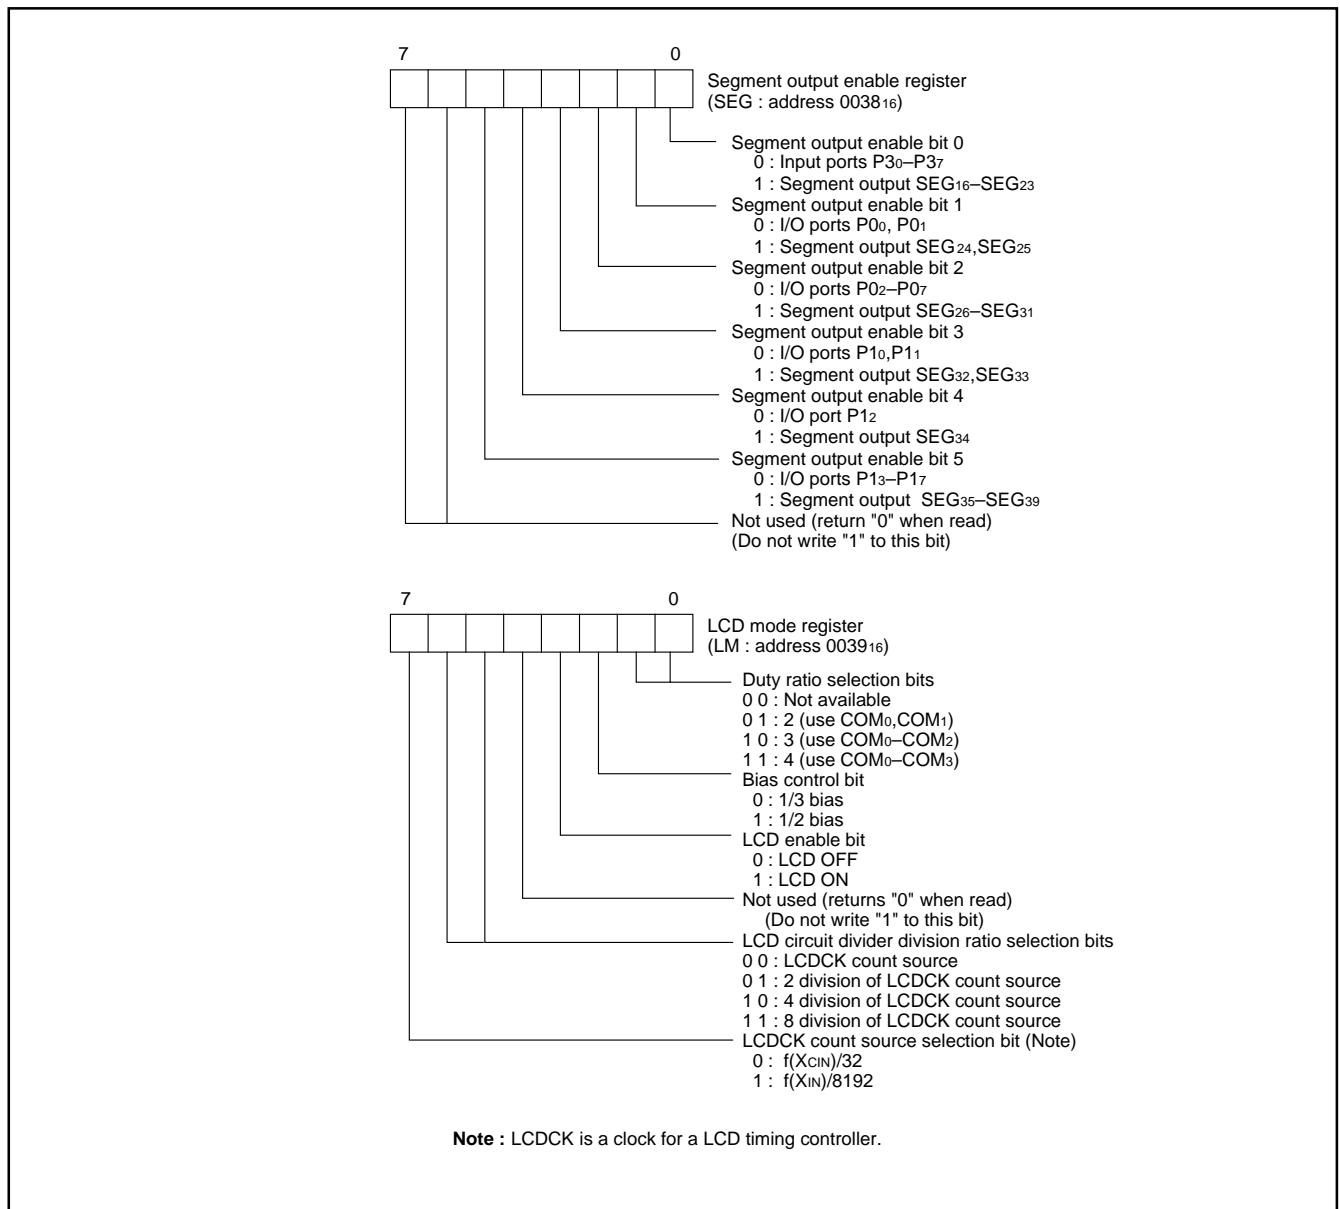 7 0
Segment output enable register
(SEG : address 003816)
Segment output enable bit 0
0 : Input ports P30–P37
1 : Segment output SEG16–SEG23
Segment output enable bit 1
0 : I/O ports P00, P01
1 : Segment output SEG24,SEG25
Segment output enable bit 2
0 : I/O ports P02–P07
1 : Segment output SEG26–SEG31
Segment output enable bit 3
0 : I/O ports P10,P11
1 : Segment output SEG32,SEG33
Segment output enable bit 4
0 : I/O port P12
1 : Segment output SEG34
Segment output enable bit 5
0 : I/O ports P13–P17
1 : Segment output SEG35–SEG39
Not used (return "0" when read)
(Do not write "1" to this bit)
7 0
LCD mode register
(LM : address 003916)
Duty ratio selection bits
0 0 : Not available
0 1 : 2 (use COM0,COM1)
1 0 : 3 (use COM0–COM2)
1 1 : 4 (use COM0–COM3)
Bias control bit
0 : 1/3 bias
1 : 1/2 bias
LCD enable bit
0 : LCD OFF
1 : LCD ON
Not used (returns "0" when read)
(Do not write "1" to this bit)
LCD circuit divider division ratio selection bits
0 0 : LCDCK count source
0 1 : 2 division of LCDCK count source
1 0 : 4 division of LCDCK count source
1 1 : 8 division of LCDCK count source
LCDCK count source selection bit (Note)
0 : f(XCIN)/32
1 : f(XIN)/8192
Note : LCDCK is a clock for a LCD timing controller.